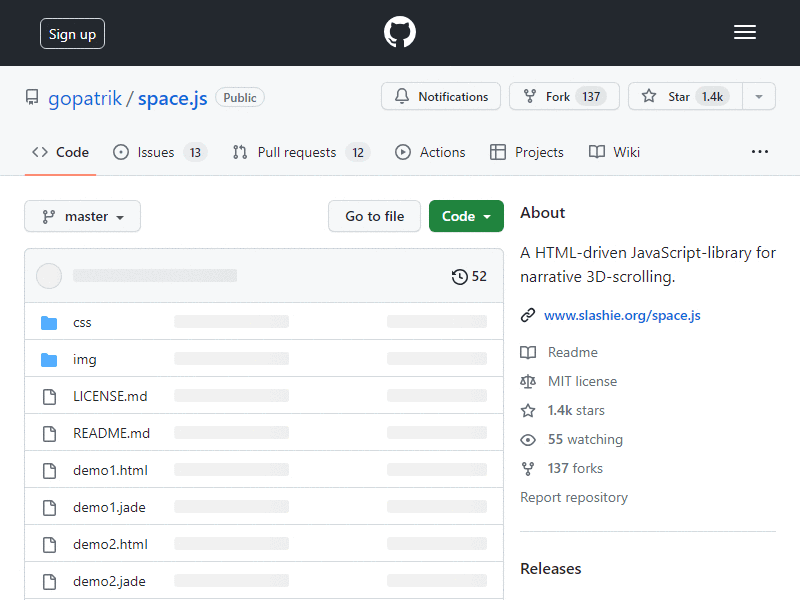 Sign up
gopatrik / space.js Public
Notifications Fork 137 Star 1.4k
Code Issues 13 Pull requests 12 Actions Projects Wiki
master Go to file Code
52
css
img
LICENSE.md
README.md
demo1.html
demo1.jade
demo2.html
demo2.jade
About
A HTML-driven JavaScript-library for
narrative 3D-scrolling.
www.slashie.org/space.js
Readme
MIT license
1.4k stars
55 watching
137 forks
Report repository
Releases